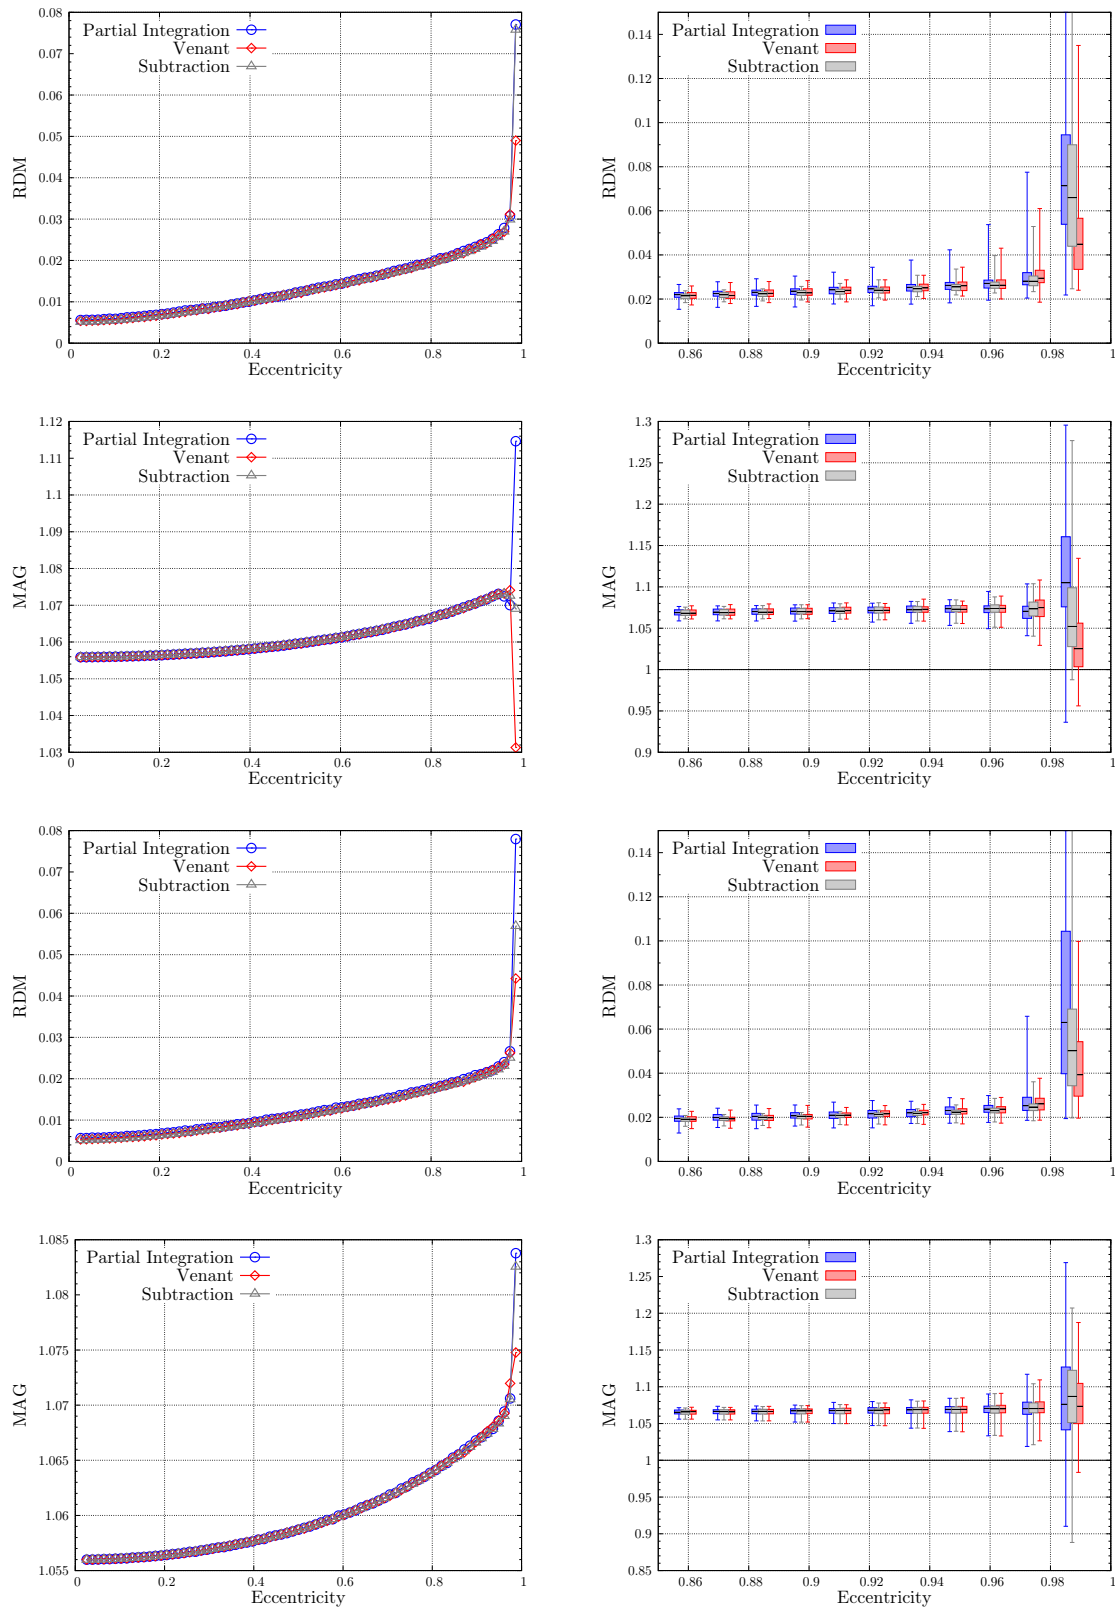 0.08
0.07
0.06
0.05
0.04
0.03
0.02
0.01
0
RDM
Partial Integration
Venant
Subtraction
0 0.2 0.4 0.6 0.8 1
Eccentricity
0.14
0.12
0.1
0.08
0.06
0.04
0.02
0
RDM
Partial Integration
Venant
Subtraction
0.86 0.88 0.9 0.92 0.94 0.96 0.98 1
Eccentricity
1.12
1.11
1.1
1.09
1.08
1.07
1.06
1.05
1.04
1.03
MAG
Partial Integration
Venant
Subtraction
0 0.2 0.4 0.6 0.8 1
Eccentricity
1.3
1.25
1.2
1.15
1.1
1.05
1
0.95
0.9
MAG
Partial Integration
Venant
Subtraction
0.86 0.88 0.9 0.92 0.94 0.96 0.98 1
Eccentricity
0.08
0.07
0.06
0.05
0.04
0.03
0.02
0.01
0
RDM
Partial Integration
Venant
Subtraction
0 0.2 0.4 0.6 0.8 1
Eccentricity
0.14
0.12
0.1
0.08
0.06
0.04
0.02
0
RDM
Partial Integration
Venant
Subtraction
0.86 0.88 0.9 0.92 0.94 0.96 0.98 1
Eccentricity
1.085
1.08
1.075
1.07
1.065
1.06
1.055
MAG
Partial Integration
Venant
Subtraction
0 0.2 0.4 0.6 0.8 1
Eccentricity
1.3
1.25
1.2
1.15
1.1
1.05
1
0.95
0.9
0.85
MAG
Partial Integration
Venant
Subtraction
0.86 0.88 0.9 0.92 0.94 0.96 0.98 1
Eccentricity